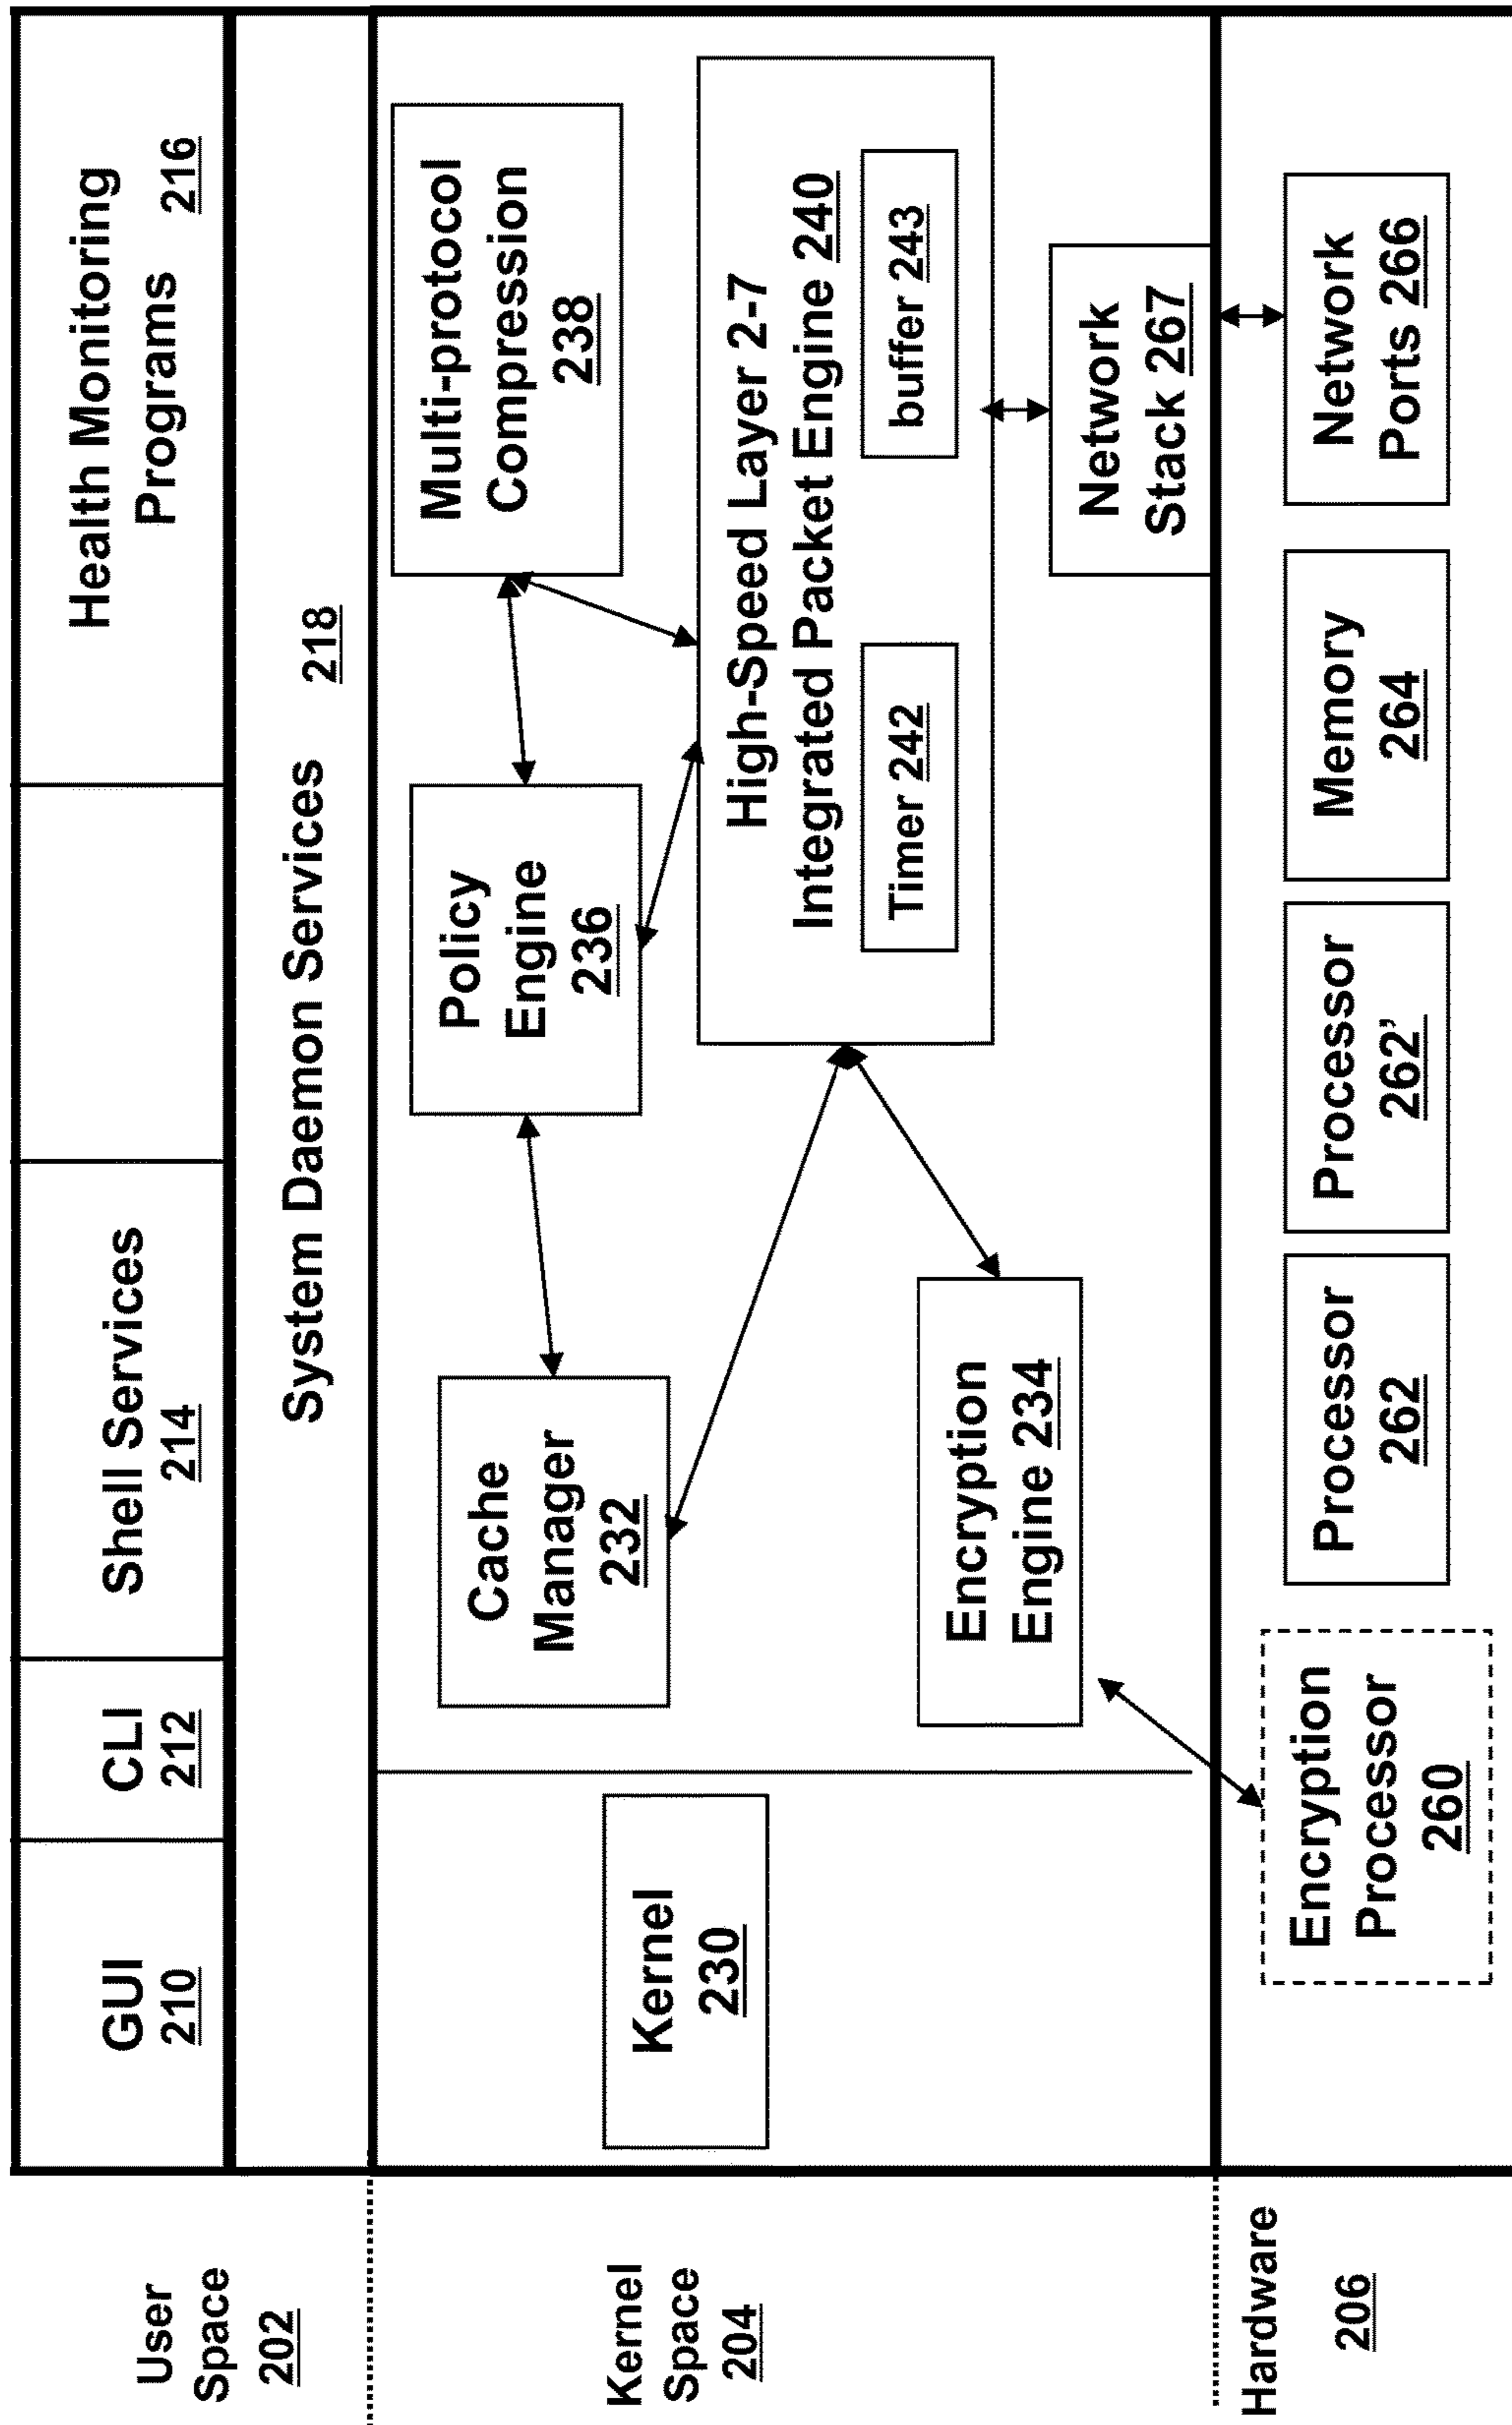 User
Space
202
GUI
210
CLI
212
Shell Services
214
Health Monitoring
Programs 216
System Daemon Services 218
Kernel
Space
204
Kernel
230
Cache
Manager
232
Policy
Engine
236
Multi-protocol
Compression
238
High-Speed Layer 2-7
Integrated Packet Engine 240
Timer 242
buffer 243
Encryption
Engine 234
Network
Stack 267
Hardware
206
Encryption
Processor
260
Processor
262
Processor
262’
Memory
264
Network
Ports 266